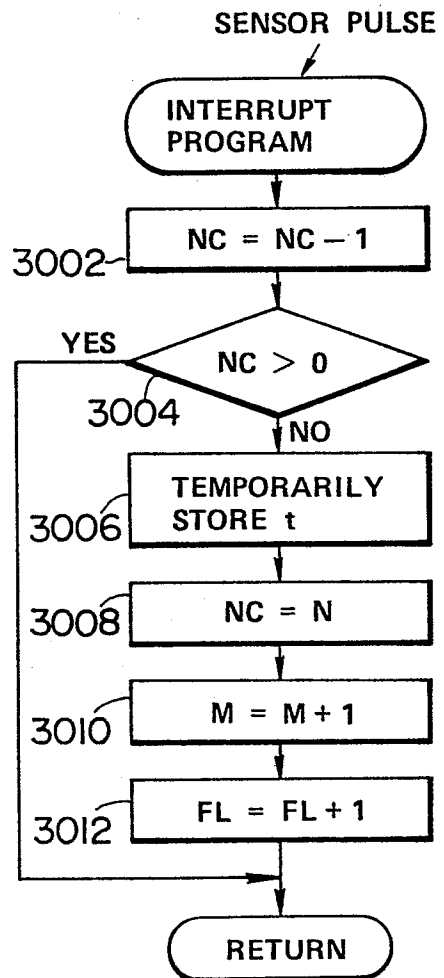 SENSOR PULSE
INTERRUPT
PROGRAM
3002
NC = NC − 1
YES
NC > 0
3004
NO
3006
TEMPORARILY
STORE t
3008
NC = N
3010
M = M + 1
3012
FL = FL + 1
RETURN